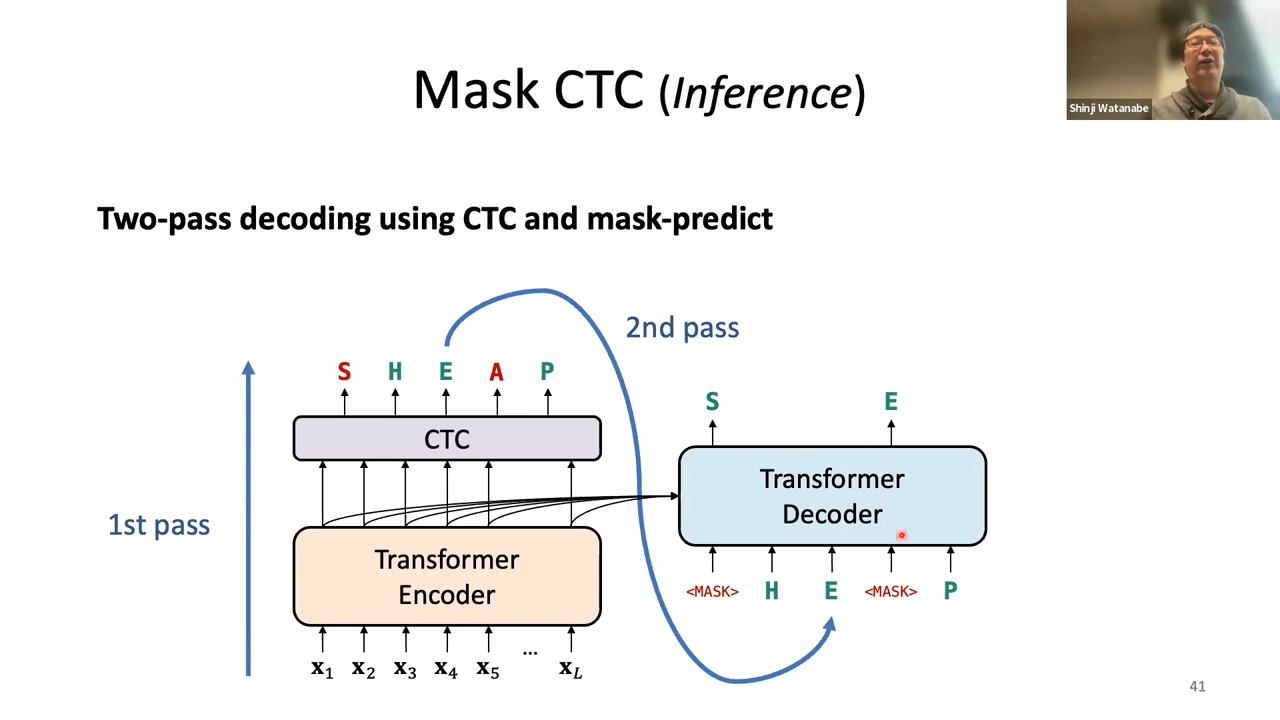 Mask CTC (Inference)
Shinji Watanabe
Two-pass decoding using CTC and mask-predict
2nd pass
S H E A P
S E
CTC
Transformer
Decoder
1st pass
Transformer
Encoder
<MASK> H E <MASK> P
x1 x2 x3 x4 x5 ... xL
41